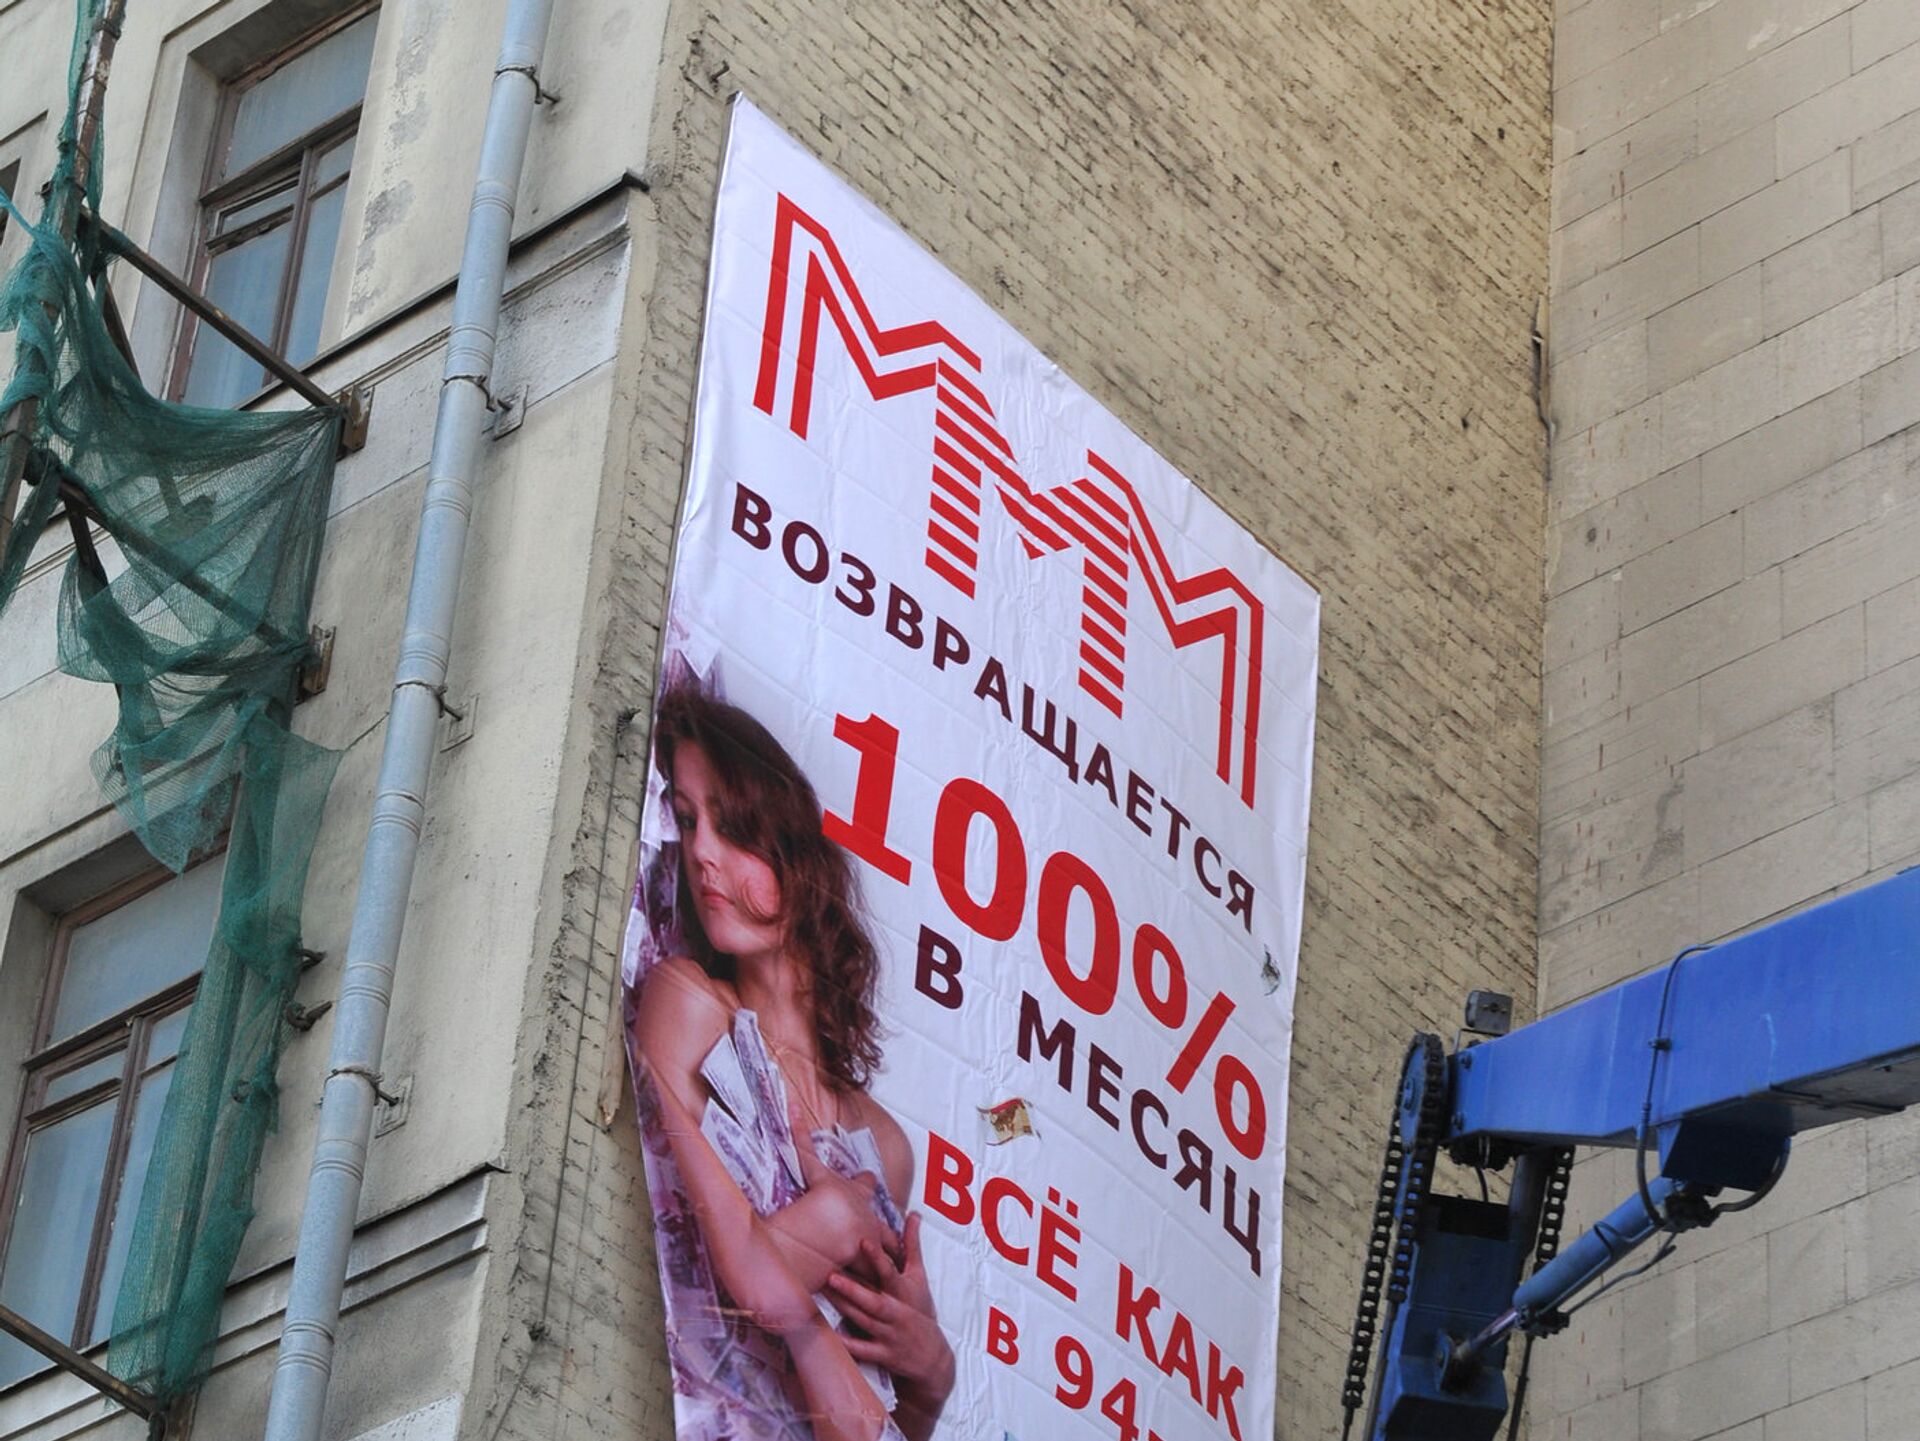 МММ
ВОЗВРАЩАЕТСЯ
100%
В МЕСЯЦ
ВСЁ КАК
В 94